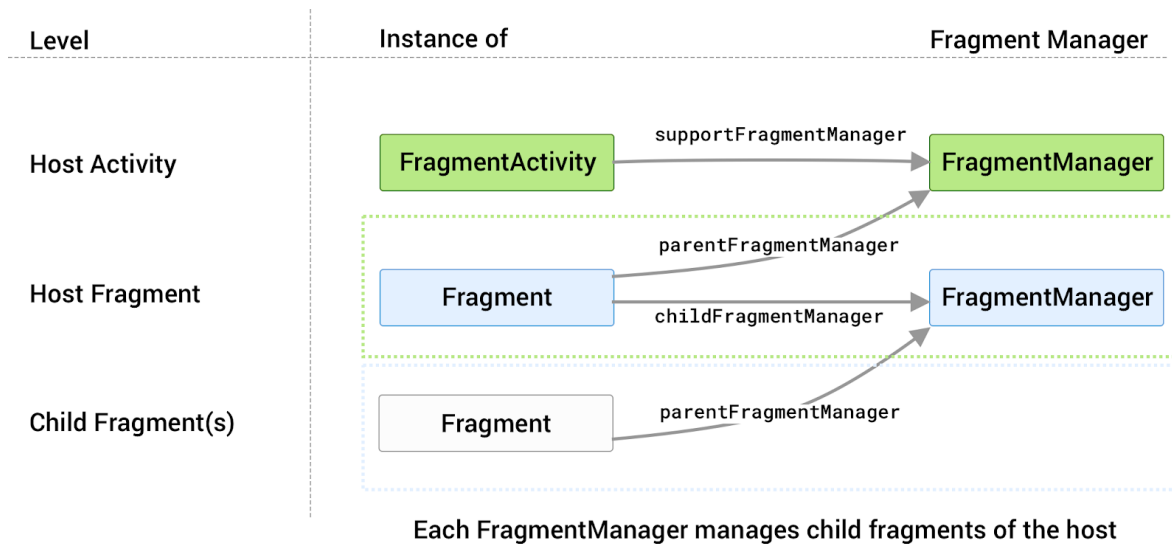 Level
Instance of
Fragment Manager
Host Activity
FragmentActivity
supportFragmentManager
FragmentManager
parentFragmentManager
Host Fragment
Fragment
childFragmentManager
FragmentManager
Child Fragment(s)
Fragment
parentFragmentManager
Each FragmentManager manages child fragments of the host